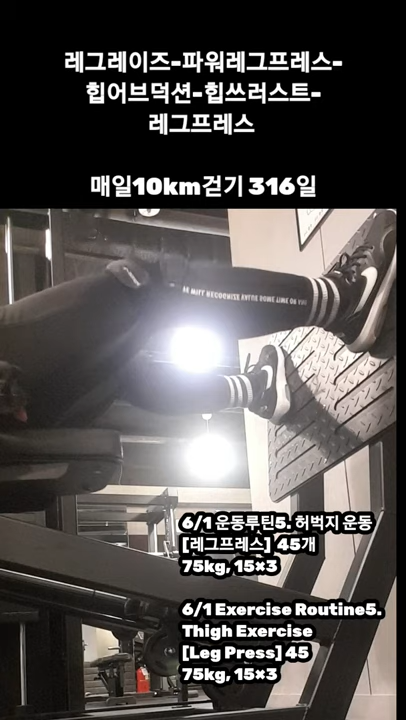 레그레이즈-파워레그프레스-
힙어브덕션-힙쓰러스트-
레그프레스
매일10km걷기 316일
6/1 운동루틴5. 허벅지 운동
[레그프레스] 45개
75kg, 15×3
6/1 Exercise Routine5.
Thigh Exercise
[Leg Press] 45
75kg, 15×3